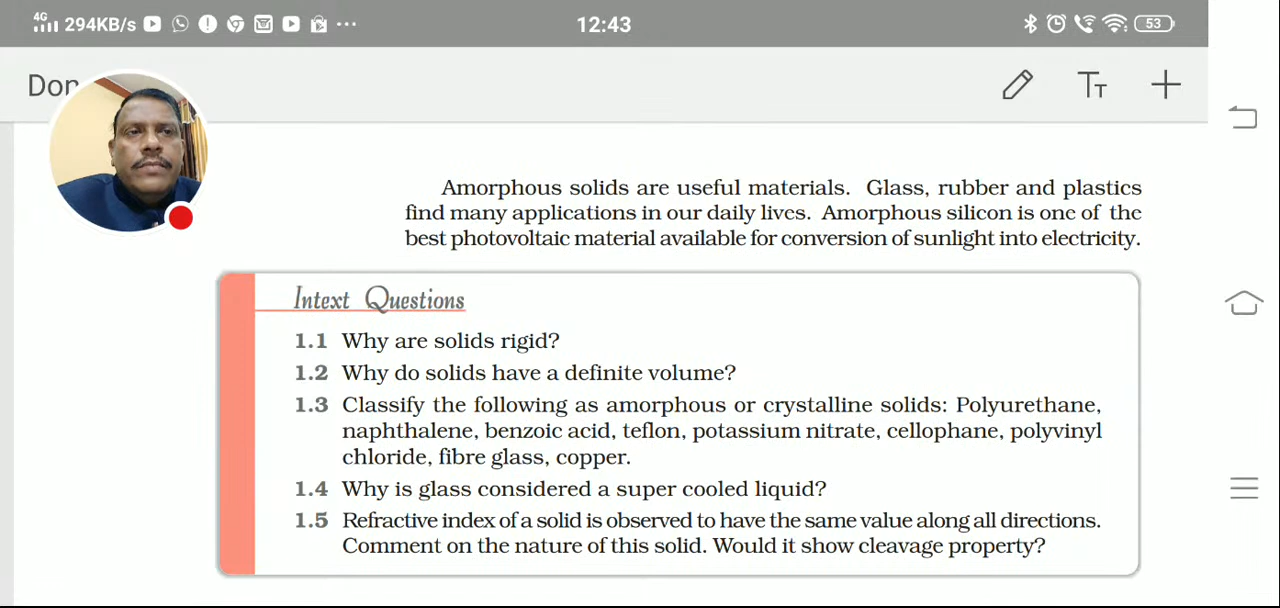 4G 294KB/s 12:43 53
Don
Amorphous solids are useful materials. Glass, rubber and plastics
find many applications in our daily lives. Amorphous silicon is one of the
best photovoltaic material available for conversion of sunlight into electricity.
Intext Questions
1.1 Why are solids rigid?
1.2 Why do solids have a definite volume?
1.3 Classify the following as amorphous or crystalline solids: Polyurethane,
naphthalene, benzoic acid, teflon, potassium nitrate, cellophane, polyvinyl
chloride, fibre glass, copper.
1.4 Why is glass considered a super cooled liquid?
1.5 Refractive index of a solid is observed to have the same value along all directions.
Comment on the nature of this solid. Would it show cleavage property?